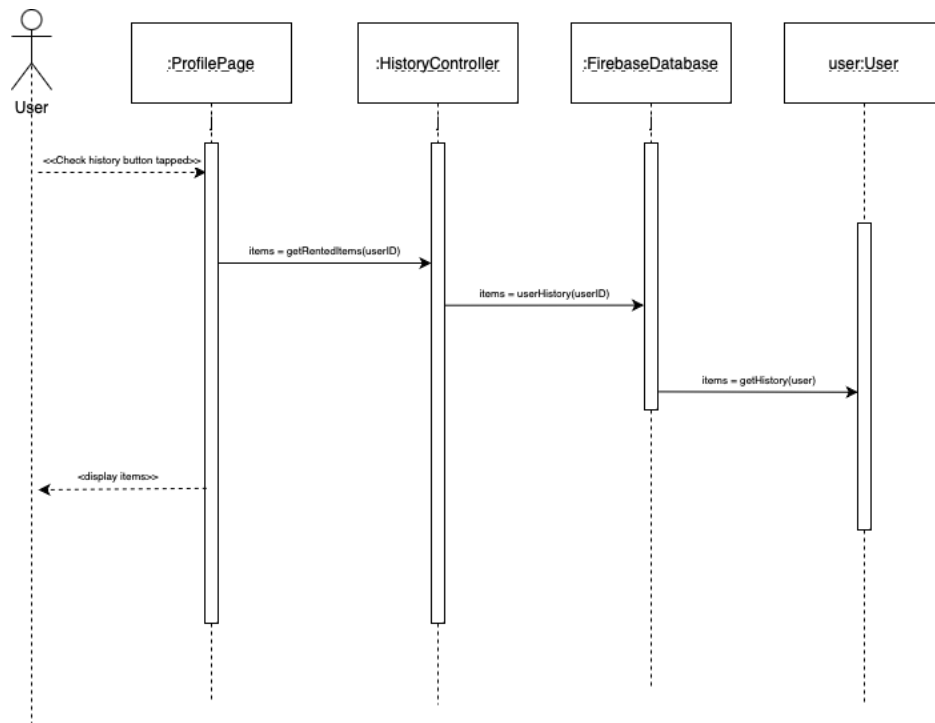 :ProfilePage
:HistoryController
:FirebaseDatabase
user:User
User
<<Check history button tapped>>
items = getRentedItems(userID)
items = userHistory(userID)
items = getHistory(user)
<display items>>